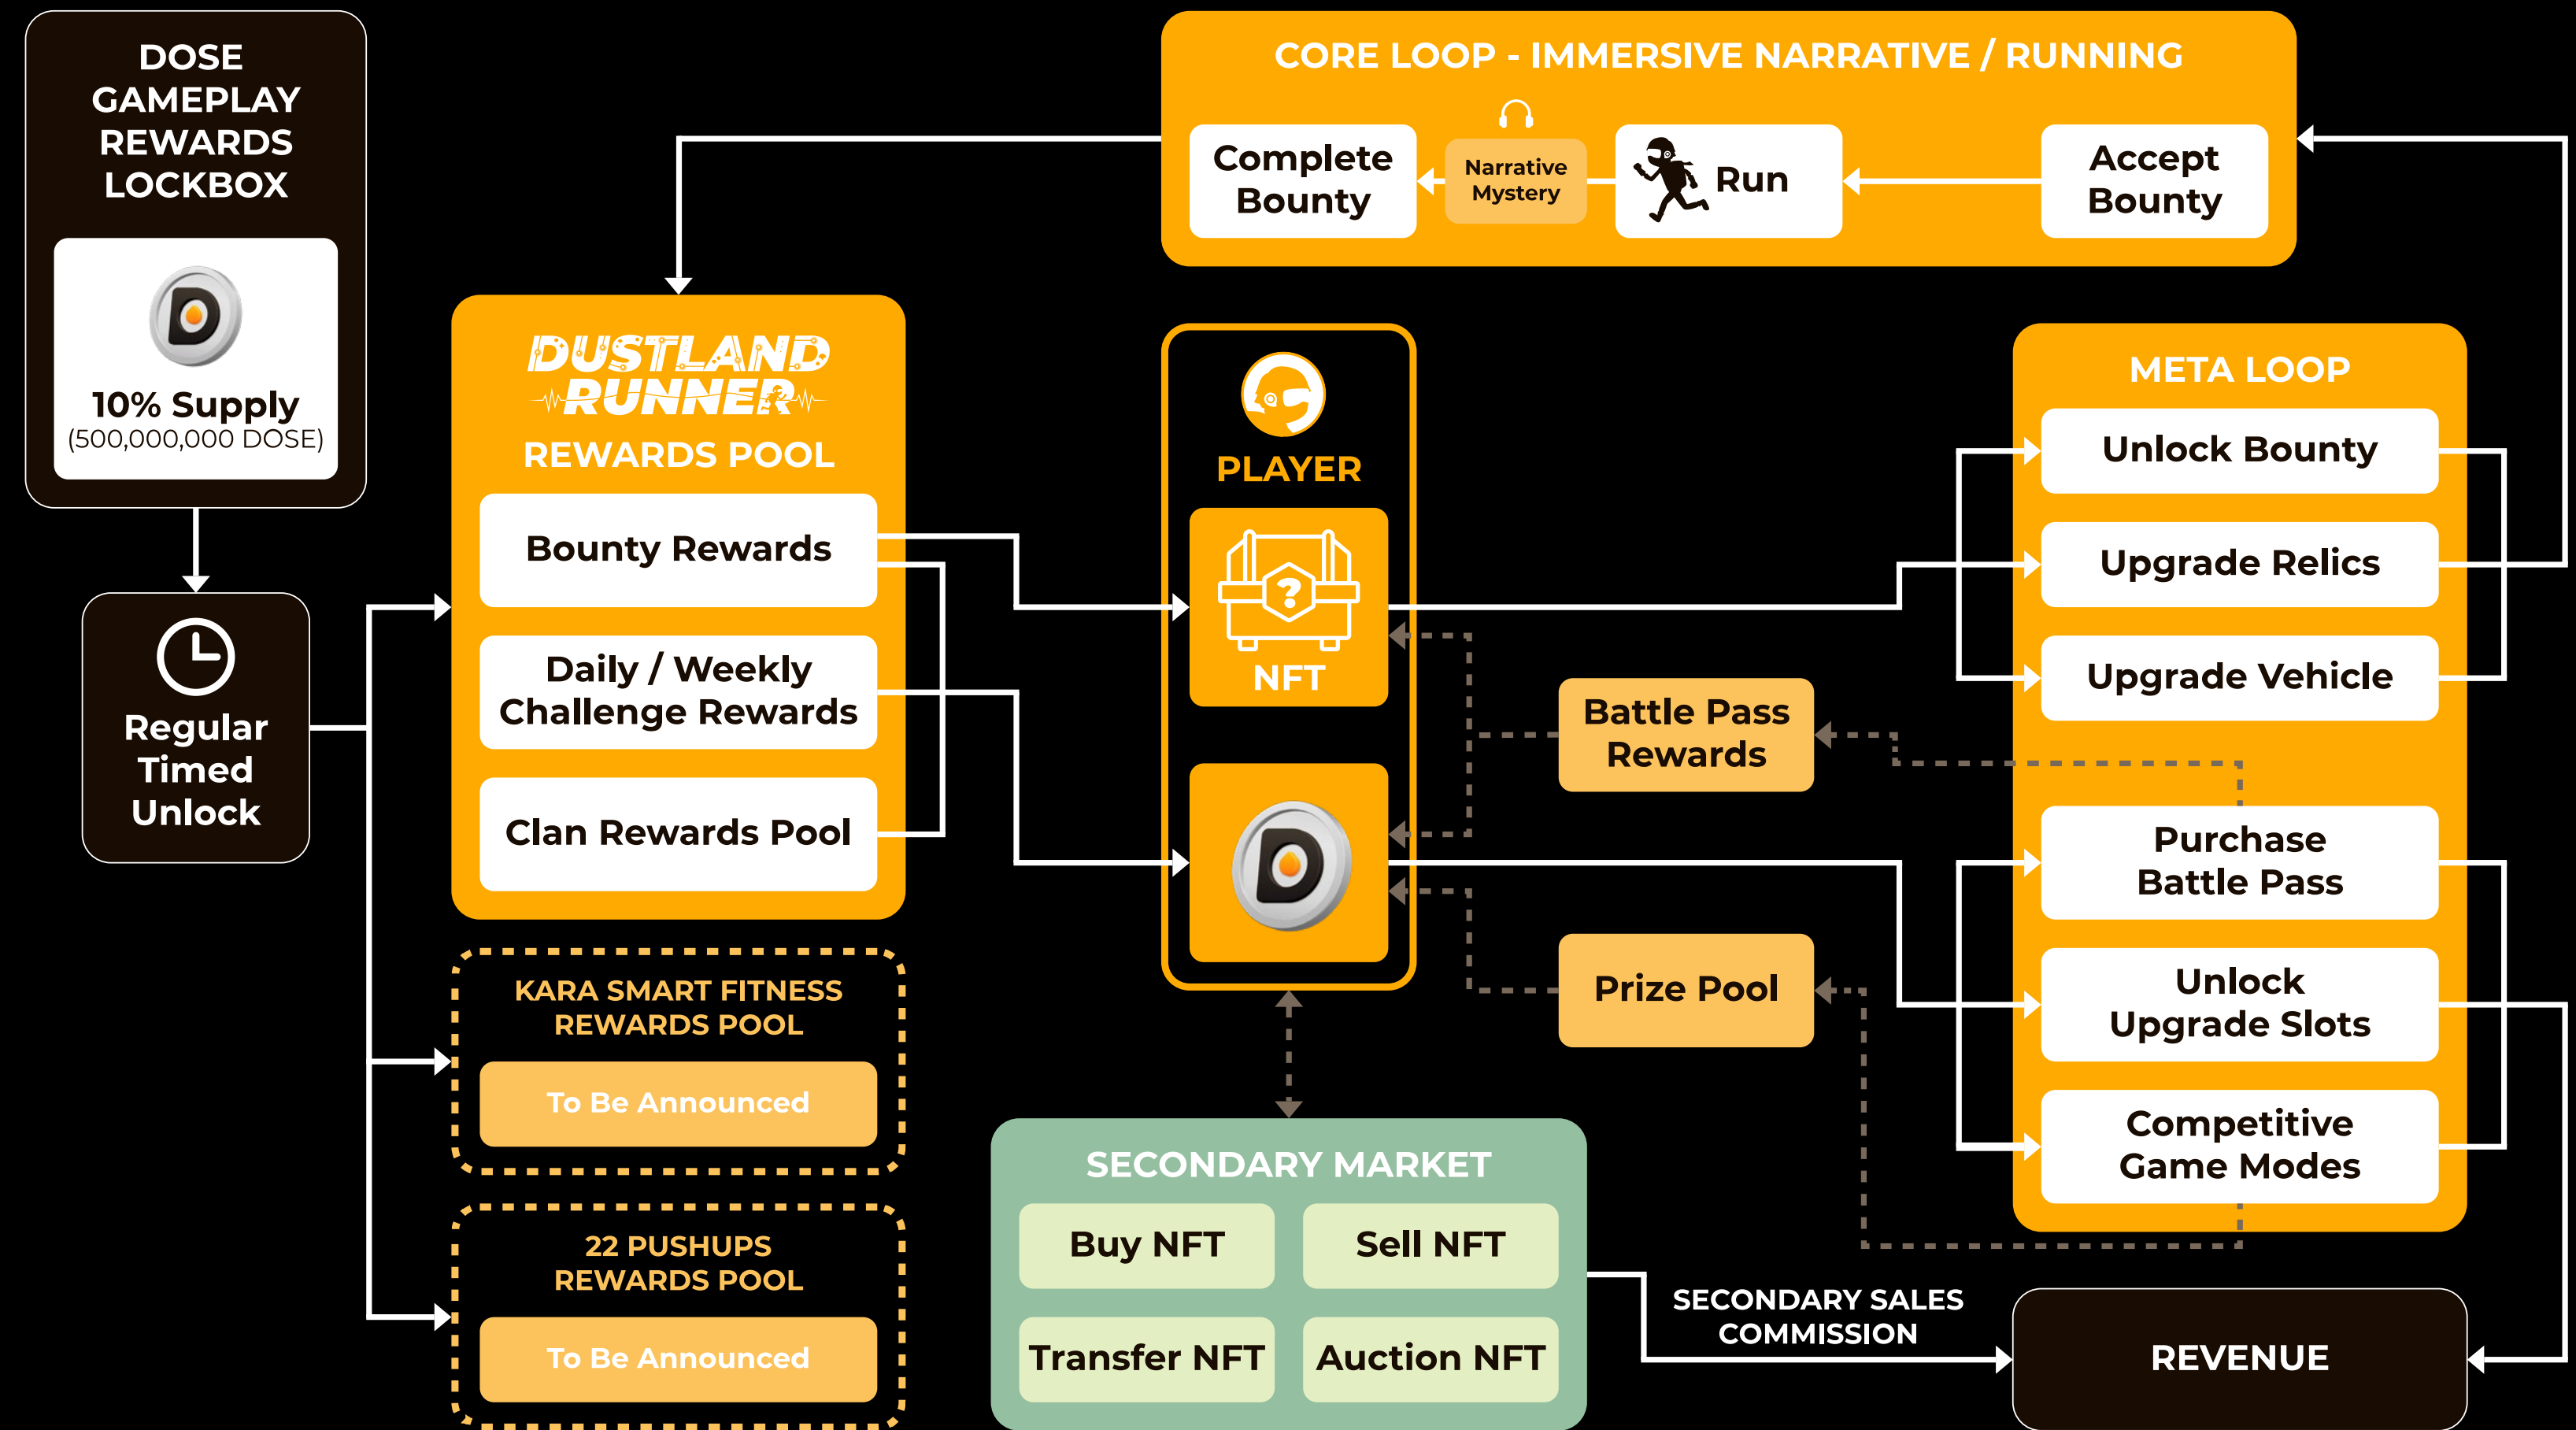 DOSE
GAMEPLAY
REWARDS
LOCKBOX
10% Supply
(500,000,000 DOSE)
Regular
Timed
Unlock
CORE LOOP - IMMERSIVE NARRATIVE / RUNNING
Complete
Bounty
Narrative
Mystery
Run
Accept
Bounty
DUSTLAND
RUNNER
REWARDS POOL
Bounty Rewards
Daily / Weekly
Challenge Rewards
Clan Rewards Pool
KARA SMART FITNESS
REWARDS POOL
To Be Announced
22 PUSHUPS
REWARDS POOL
To Be Announced
PLAYER
?
NFT
D
Battle Pass
Rewards
Prize Pool
META LOOP
Unlock Bounty
Upgrade Relics
Upgrade Vehicle
Purchase
Battle Pass
Unlock
Upgrade Slots
Competitive
Game Modes
SECONDARY MARKET
Buy NFT
Sell NFT
Transfer NFT
Auction NFT
SECONDARY SALES
COMMISSION
REVENUE